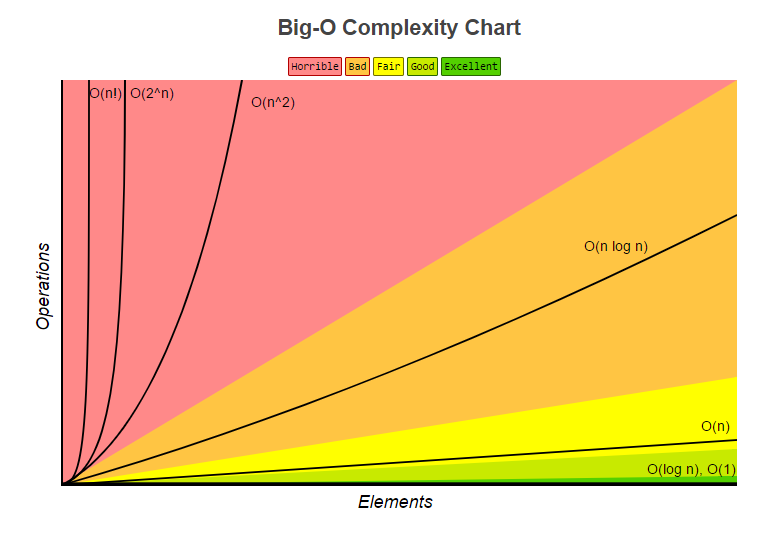 Big-O Complexity Chart
Horrible Bad Fair Good Excellent
O(n!) O(2^n)
O(n^2)
O(n log n)
Operations
O(n)
O(log n), O(1)
Elements